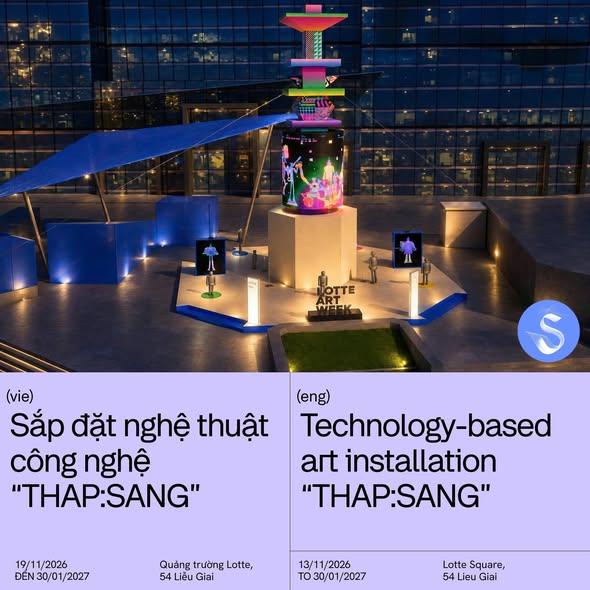 LOTTE
ART
WEEK
(vie)
Sắp đặt nghệ thuật
công nghệ
“THAP:SANG”
19/11/2026
ĐẾN 30/01/2027
Quảng trường Lotte,
54 Liễu Giai
(eng)
Technology-based
art installation
“THAP:SANG”
13/11/2026
TO 30/01/2027
Lotte Square,
54 Lieu Giai